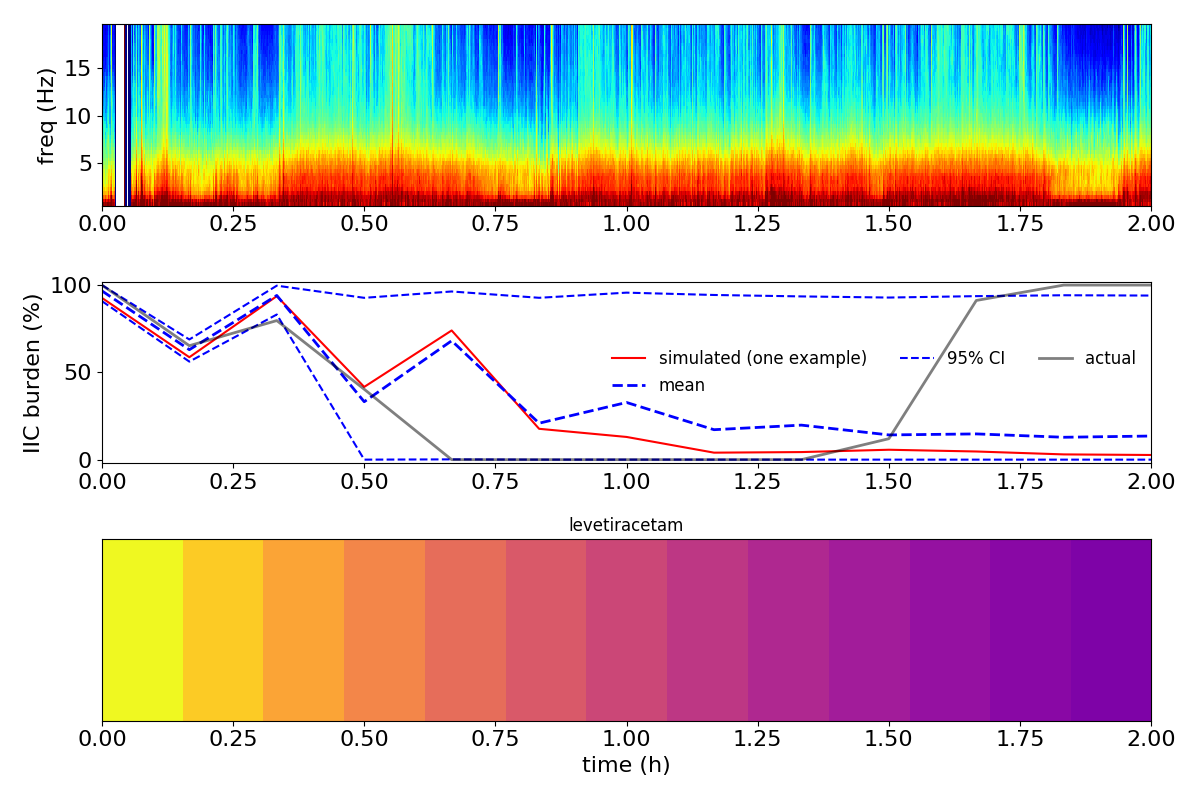 freq (Hz)
15
10
5
0.00 0.25 0.50 0.75 1.00 1.25 1.50 1.75 2.00
IIC burden (%)
100
50
0
simulated (one example) 95% CI actual
mean
0.00 0.25 0.50 0.75 1.00 1.25 1.50 1.75 2.00
levetiracetam
0.00 0.25 0.50 0.75 1.00 1.25 1.50 1.75 2.00
time (h)